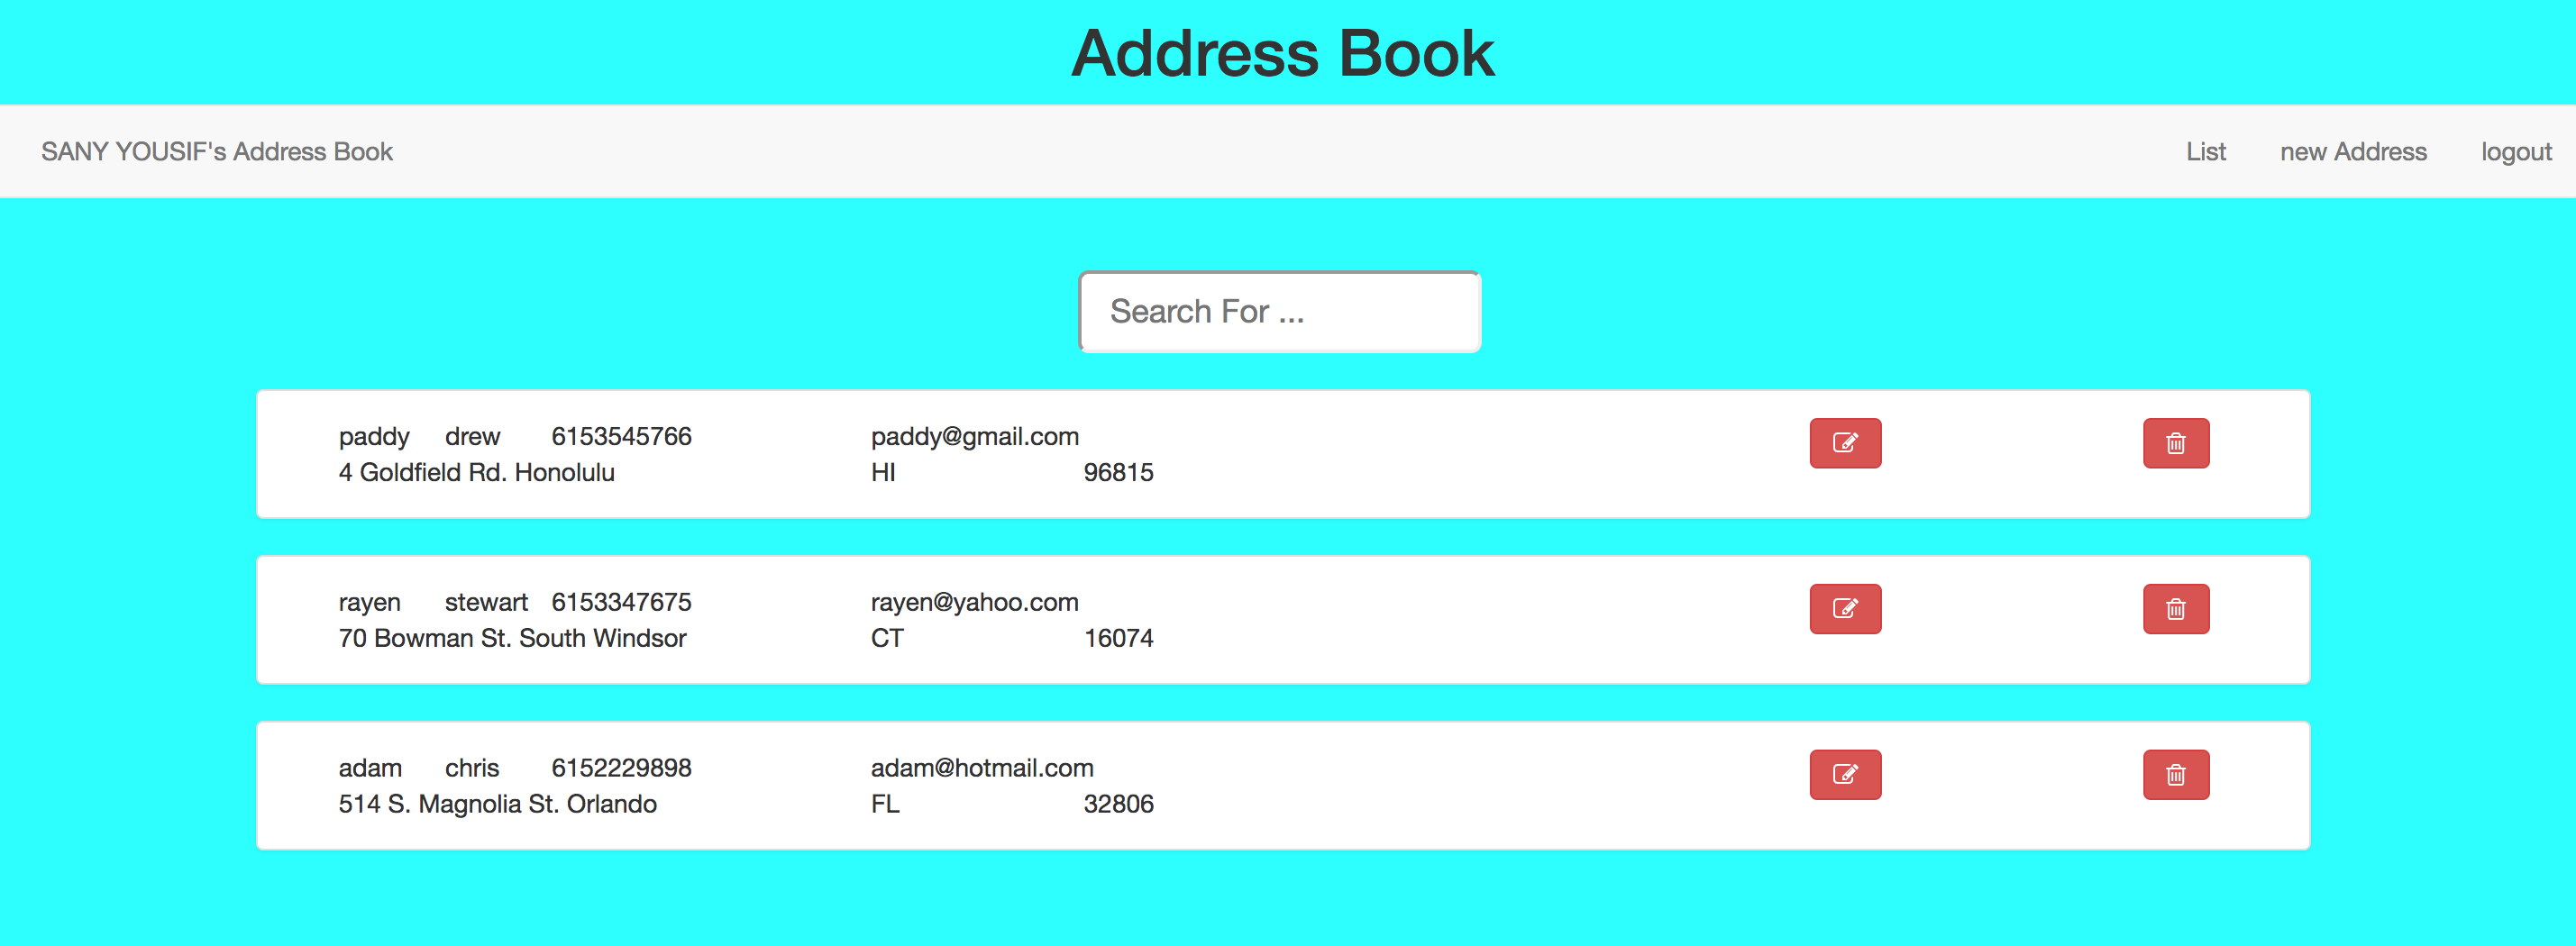 Address Book
SANY YOUSIF's Address Book List new Address logout
Search For ...
paddy drew 6153545766 paddy@gmail.com
4 Goldfield Rd. Honolulu HI 96815
rayen stewart 6153347675 rayen@yahoo.com
70 Bowman St. South Windsor CT 16074
adam chris 6152229898 adam@hotmail.com
514 S. Magnolia St. Orlando FL 32806